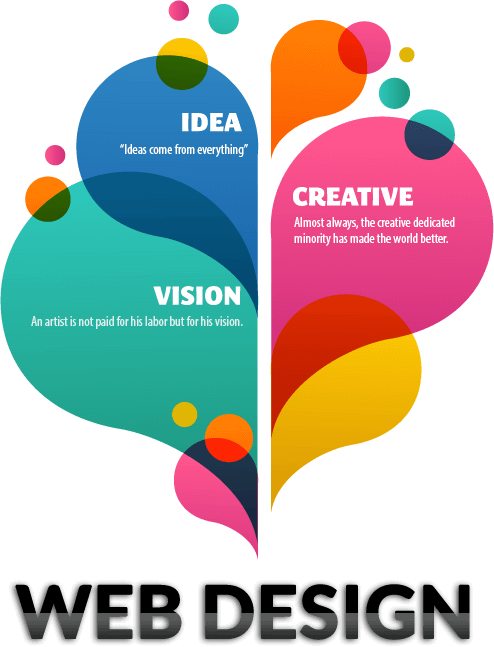 IDEA
“Ideas come from everything”
CREATIVE
Almost always, the creative dedicated
minority has made the world better.
VISION
An artist is not paid for his labor but for his vision.
WEB DESIGN